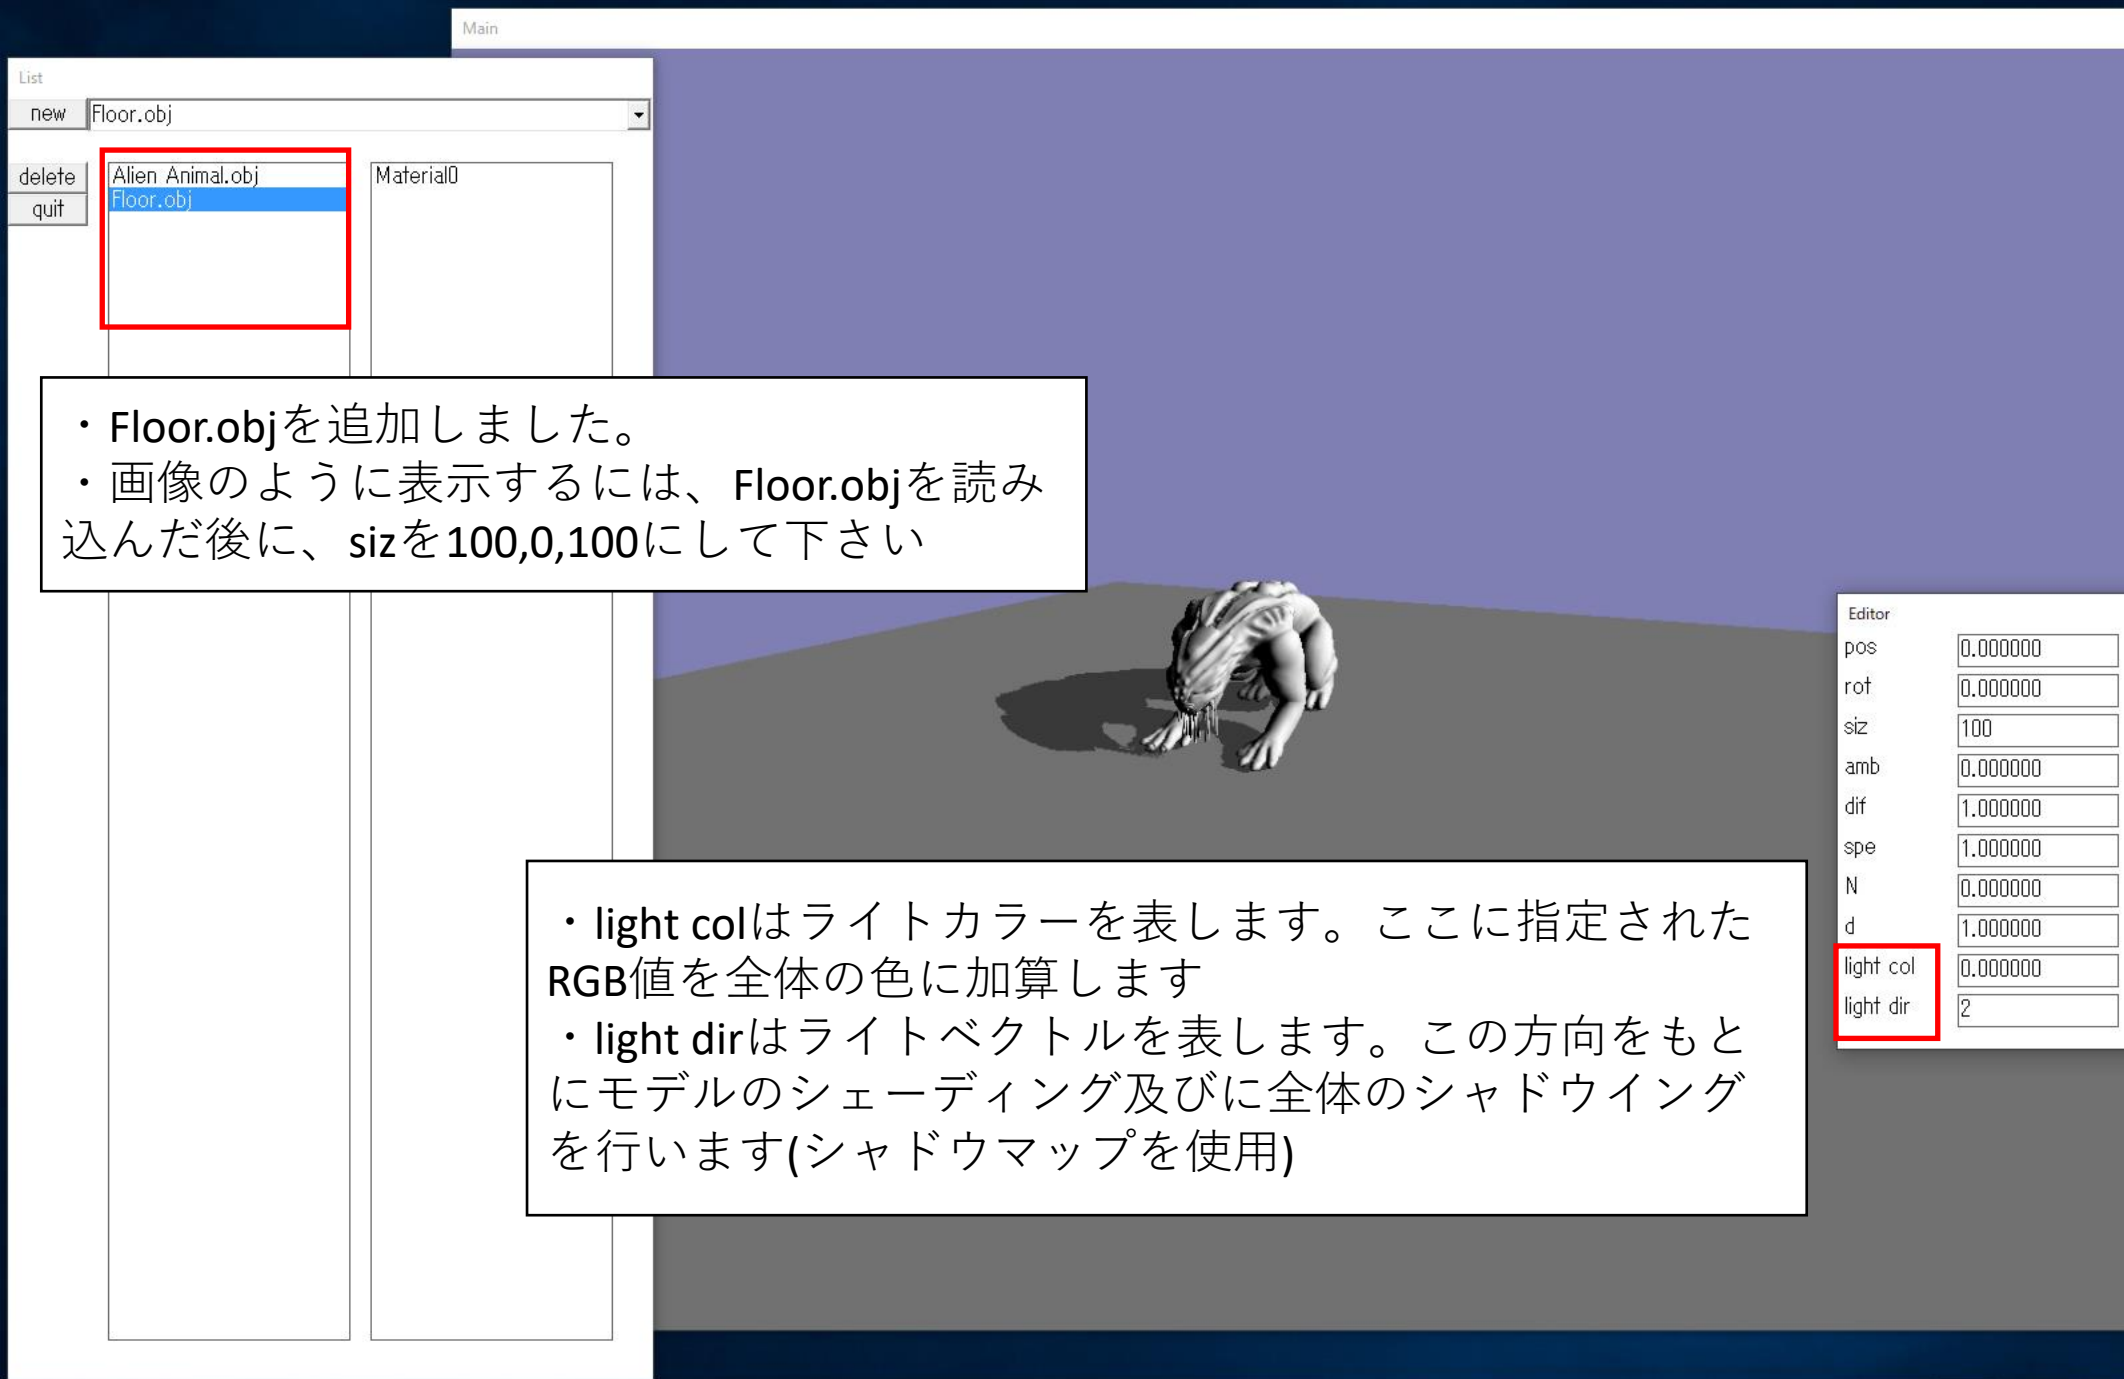 Main
List
new Floor.obj
delete
quit
Alien Animal.obj
Floor.obj
Material0
・Floor.objを追加しました。
・画像のように表示するには、Floor.objを読み
込んだ後に、sizを100,0,100にして下さい
Editor
pos 0.000000
rot 0.000000
siz 100
amb 0.000000
dif 1.000000
spe 1.000000
N 0.000000
d 1.000000
light col 0.000000
light dir 2
・light colはライトカラーを表します。ここに指定された
RGB値を全体の色に加算します
・light dirはライトベクトルを表します。この方向をもと
にモデルのシェーディング及びに全体のシャドウイング
を行います(シャドウマップを使用)